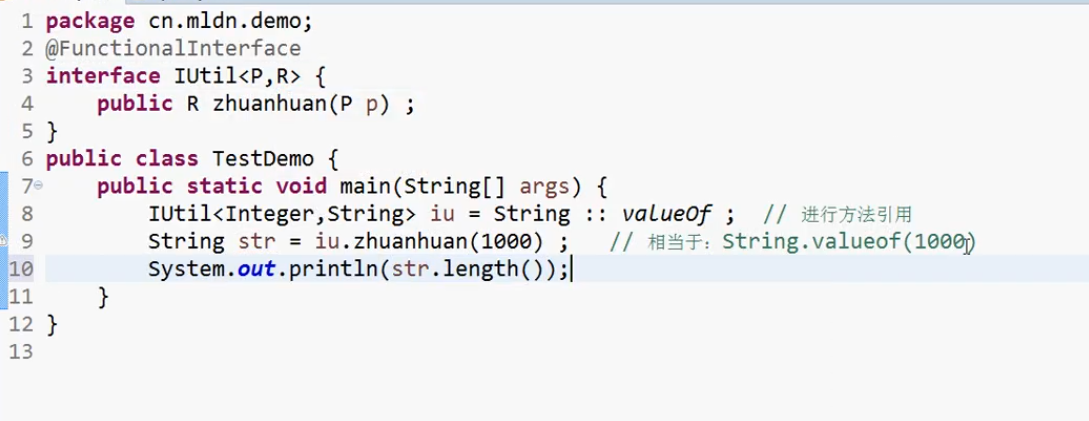 1 package cn.mldn.demo;
2 @FunctionalInterface
3 interface IUtil<P,R> {
4     public R zhuanhuan(P p) ;
5 }
6 public class TestDemo {
7     public static void main(String[] args) {
8         IUtil<Integer,String> iu = String :: valueOf ;  // 进行方法引用
9         String str = iu.zhuanhuan(1000) ;   // 相当于：String.valueof(1000)
10         System.out.println(str.length());
11     }
12 }
13